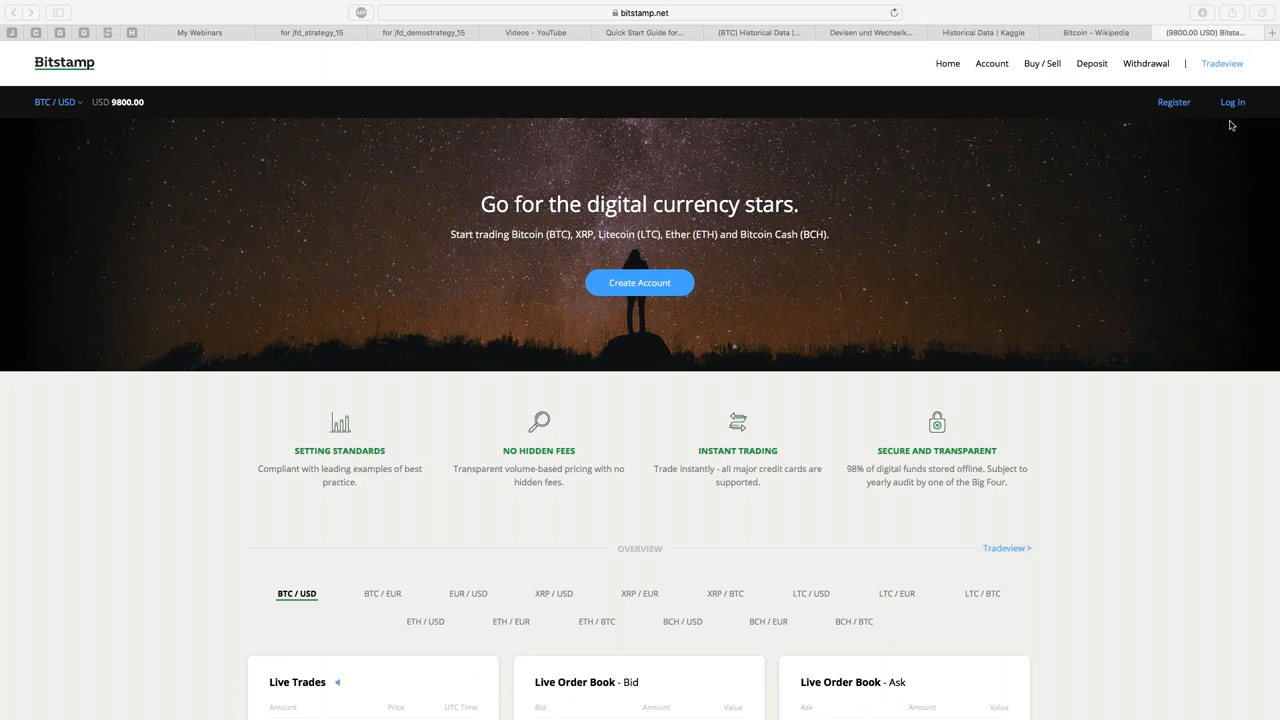 bitstamp.net
J C G G S H My Webinars for jfd_strategy_15 for jfd_demostrategy_15 Videos - YouTube Quick Start Guide for... (BTC) Historical Data |... Devisen und Wechselk... Historical Data | Kaggle Bitcoin - Wikipedia (9800.00 USD) Bitsta...
Bitstamp
Home Account Buy / Sell Deposit Withdrawal | Tradeview
BTC / USD USD 9800.00 Register Log In
Go for the digital currency stars.
Start trading Bitcoin (BTC), XRP, Litecoin (LTC), Ether (ETH) and Bitcoin Cash (BCH).
Create Account
SETTING STANDARDS
Compliant with leading examples of best
practice.
NO HIDDEN FEES
Transparent volume-based pricing with no
hidden fees.
INSTANT TRADING
Trade Instantly - all major credit cards are
supported.
SECURE AND TRANSPARENT
98% of digital funds stored offline. Subject to
yearly audit by one of the Big Four.
OVERVIEW
Tradeview >
BTC / USD BTC / EUR EUR / USD XRP / USD XRP / EUR XRP / BTC LTC / USD LTC / EUR LTC / BTC
ETH / USD ETH / EUR ETH / BTC BCH / USD BCH / EUR BCH / BTC
Live Trades
Amount Price UTC Time
Live Order Book - Bid
Bid Amount Value
Live Order Book - Ask
Ask Amount Value